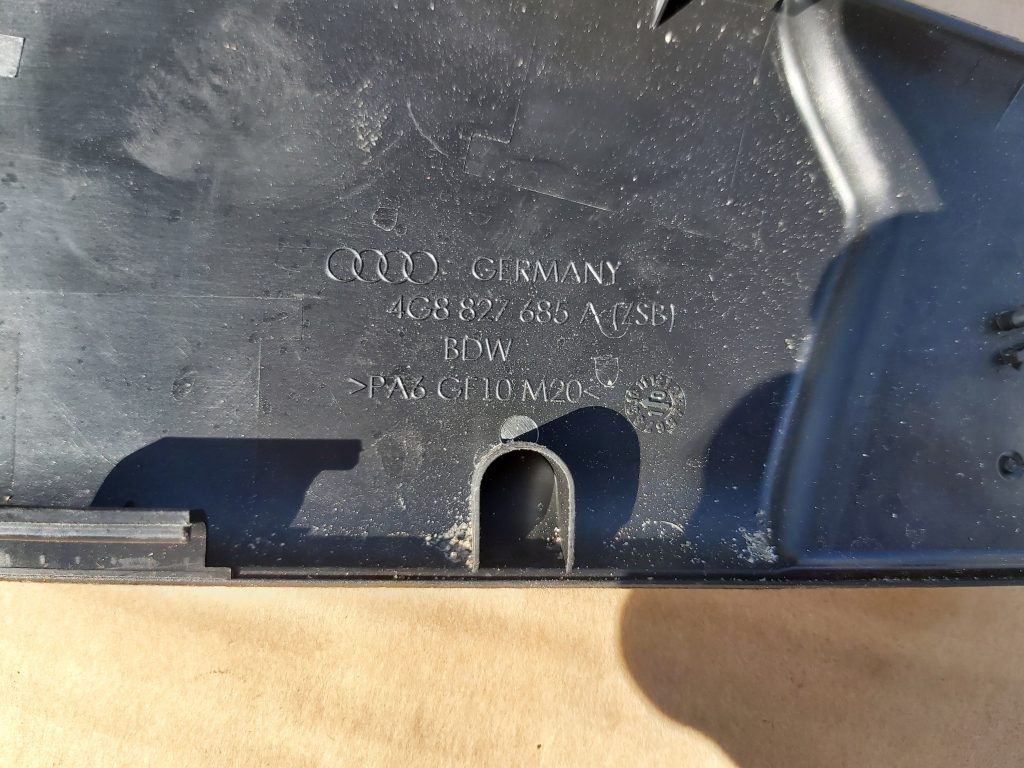 GERMANY
4G8 827 685 A (ZSB)
BDW
>PA6 GF10 M20<